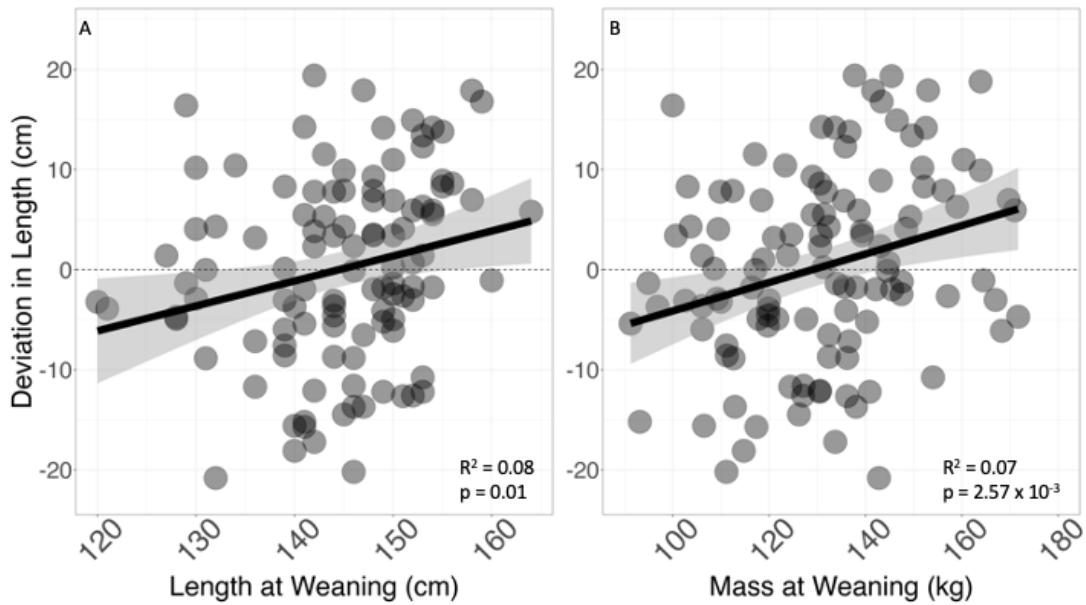 A
B
Deviation in Length (cm)
20
10
0
-10
-20
20
10
0
-10
-20
R² = 0.08
p = 0.01
R² = 0.07
p = 2.57 x 10⁻³
120
130
140
150
160
100
120
140
160
180
Length at Weaning (cm)
Mass at Weaning (kg)